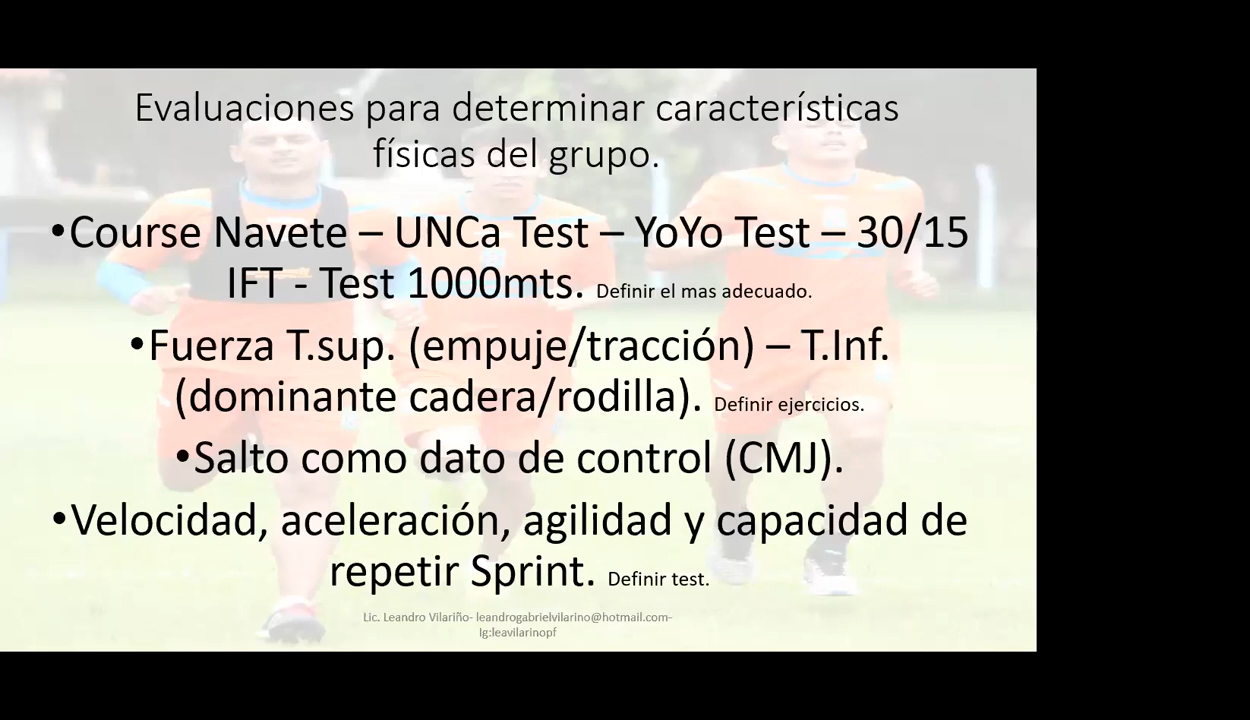 Evaluaciones para determinar características
físicas del grupo.
•Course Navete – UNCa Test – YoYo Test – 30/15
IFT - Test 1000mts. Definir el mas adecuado.
•Fuerza T.sup. (empuje/tracción) – T.Inf.
(dominante cadera/rodilla). Definir ejercicios.
•Salto como dato de control (CMJ).
•Velocidad, aceleración, agilidad y capacidad de
repetir Sprint. Definir test.
Lic. Leandro Vilariño- leandrogabrielvilarino@hotmail.com-
Ig:leavilarinopf